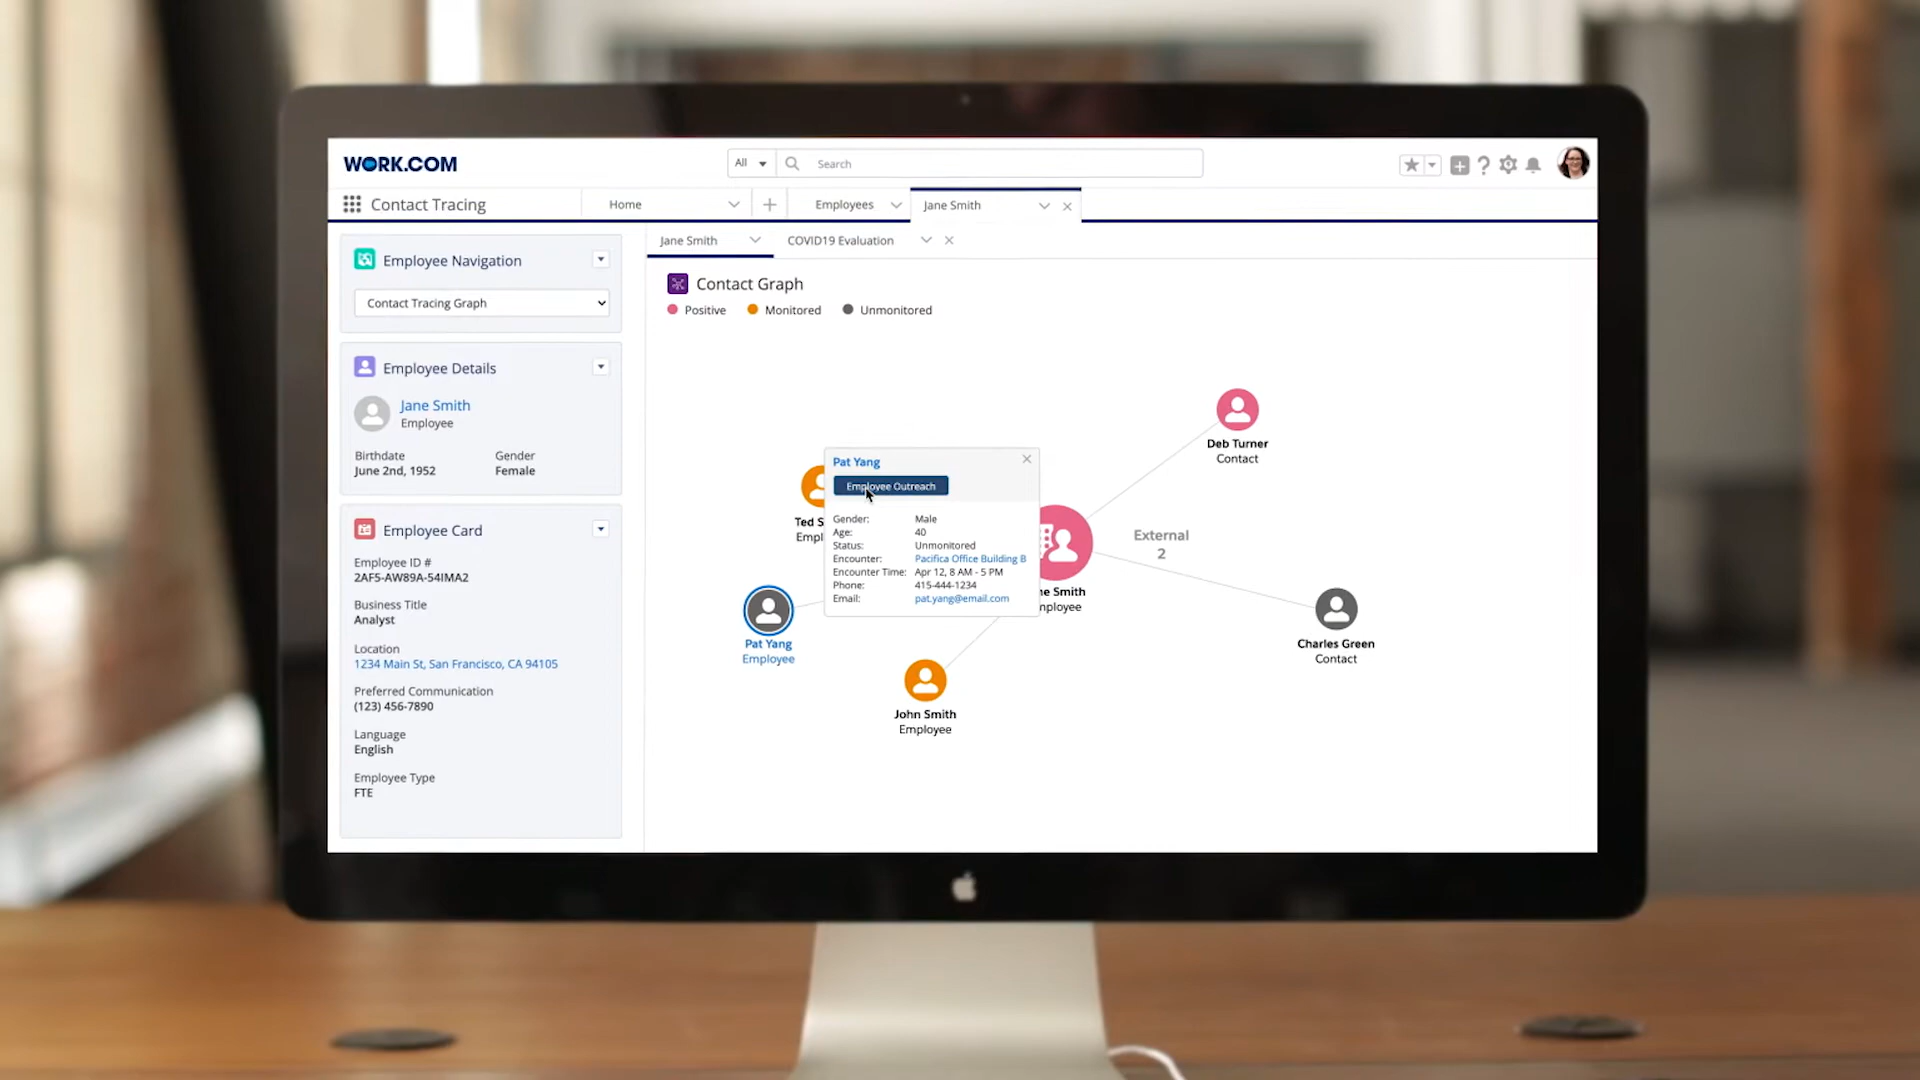 WORK.COM
All
Search
Contact Tracing
Home
Employees
Jane Smith
Employee Navigation
Contact Tracing Graph
Employee Details
Jane Smith
Employee
Birthdate
June 2nd, 1952
Gender
Female
Employee Card
Employee ID #
2AF5-AW89A-54IMA2
Business Title
Analyst
Location
1234 Main St, San Francisco, CA 94105
Preferred Communication
(123) 456-7890
Language
English
Employee Type
FTE
Jane Smith
COVID19 Evaluation
Contact Graph
Positive
Monitored
Unmonitored
Deb Turner
Contact
Ted S
Empl
Pat Yang
Employee Outreach
Gender: Male
Age: 40
Status: Unmonitored
Encounter: Pacifica Office Building B
Encounter Time: Apr 12, 8 AM - 5 PM
Phone: 415-444-1234
Email: pat.yang@email.com
External
2
ne Smith
mployee
Pat Yang
Employee
Charles Green
Contact
John Smith
Employee